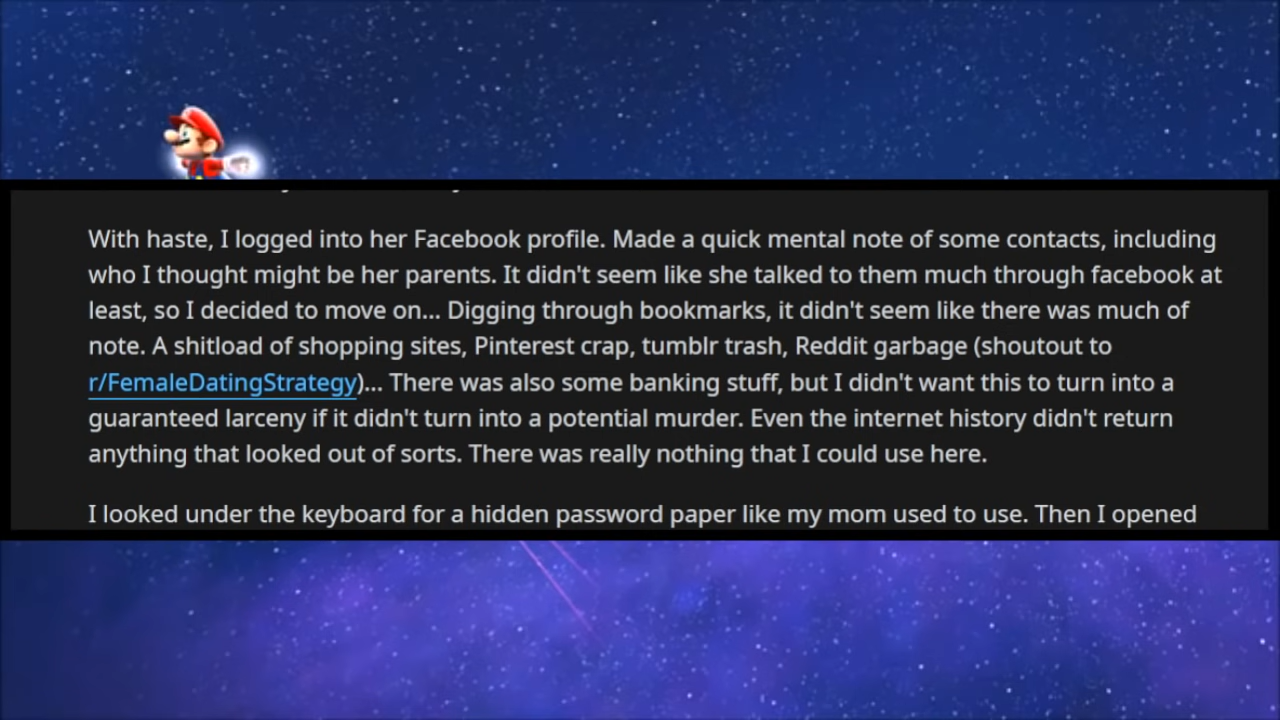 With haste, I logged into her Facebook profile. Made a quick mental note of some contacts, including
who I thought might be her parents. It didn't seem like she talked to them much through facebook at
least, so I decided to move on... Digging through bookmarks, it didn't seem like there was much of
note. A shitload of shopping sites, Pinterest crap, tumblr trash, Reddit garbage (shoutout to
r/FemaleDatingStrategy)... There was also some banking stuff, but I didn't want this to turn into a
guaranteed larceny if it didn't turn into a potential murder. Even the internet history didn't return
anything that looked out of sorts. There was really nothing that I could use here.
I looked under the keyboard for a hidden password paper like my mom used to use. Then I opened